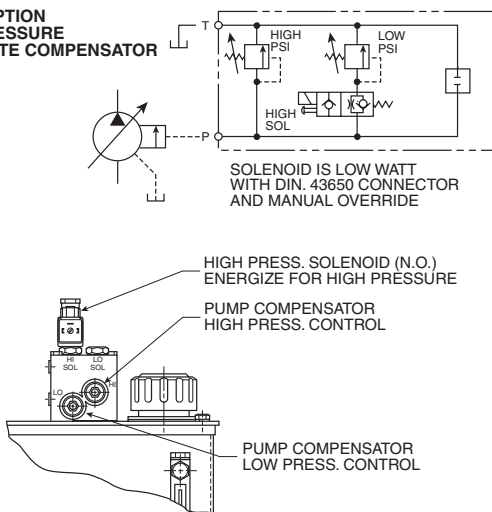 PTION
ESSURE
TE COMPENSATOR
T
HIGH
PSI
LOW
PSI
HIGH
SOL
P
SOLENOID IS LOW WATT
WITH DIN. 43650 CONNECTOR
AND MANUAL OVERRIDE
HIGH PRESS. SOLENOID (N.O.)
ENERGIZE FOR HIGH PRESSURE
PUMP COMPENSATOR
HIGH PRESS. CONTROL
HI
SOL
LO
SOL
LO
HI
PUMP COMPENSATOR
LOW PRESS. CONTROL